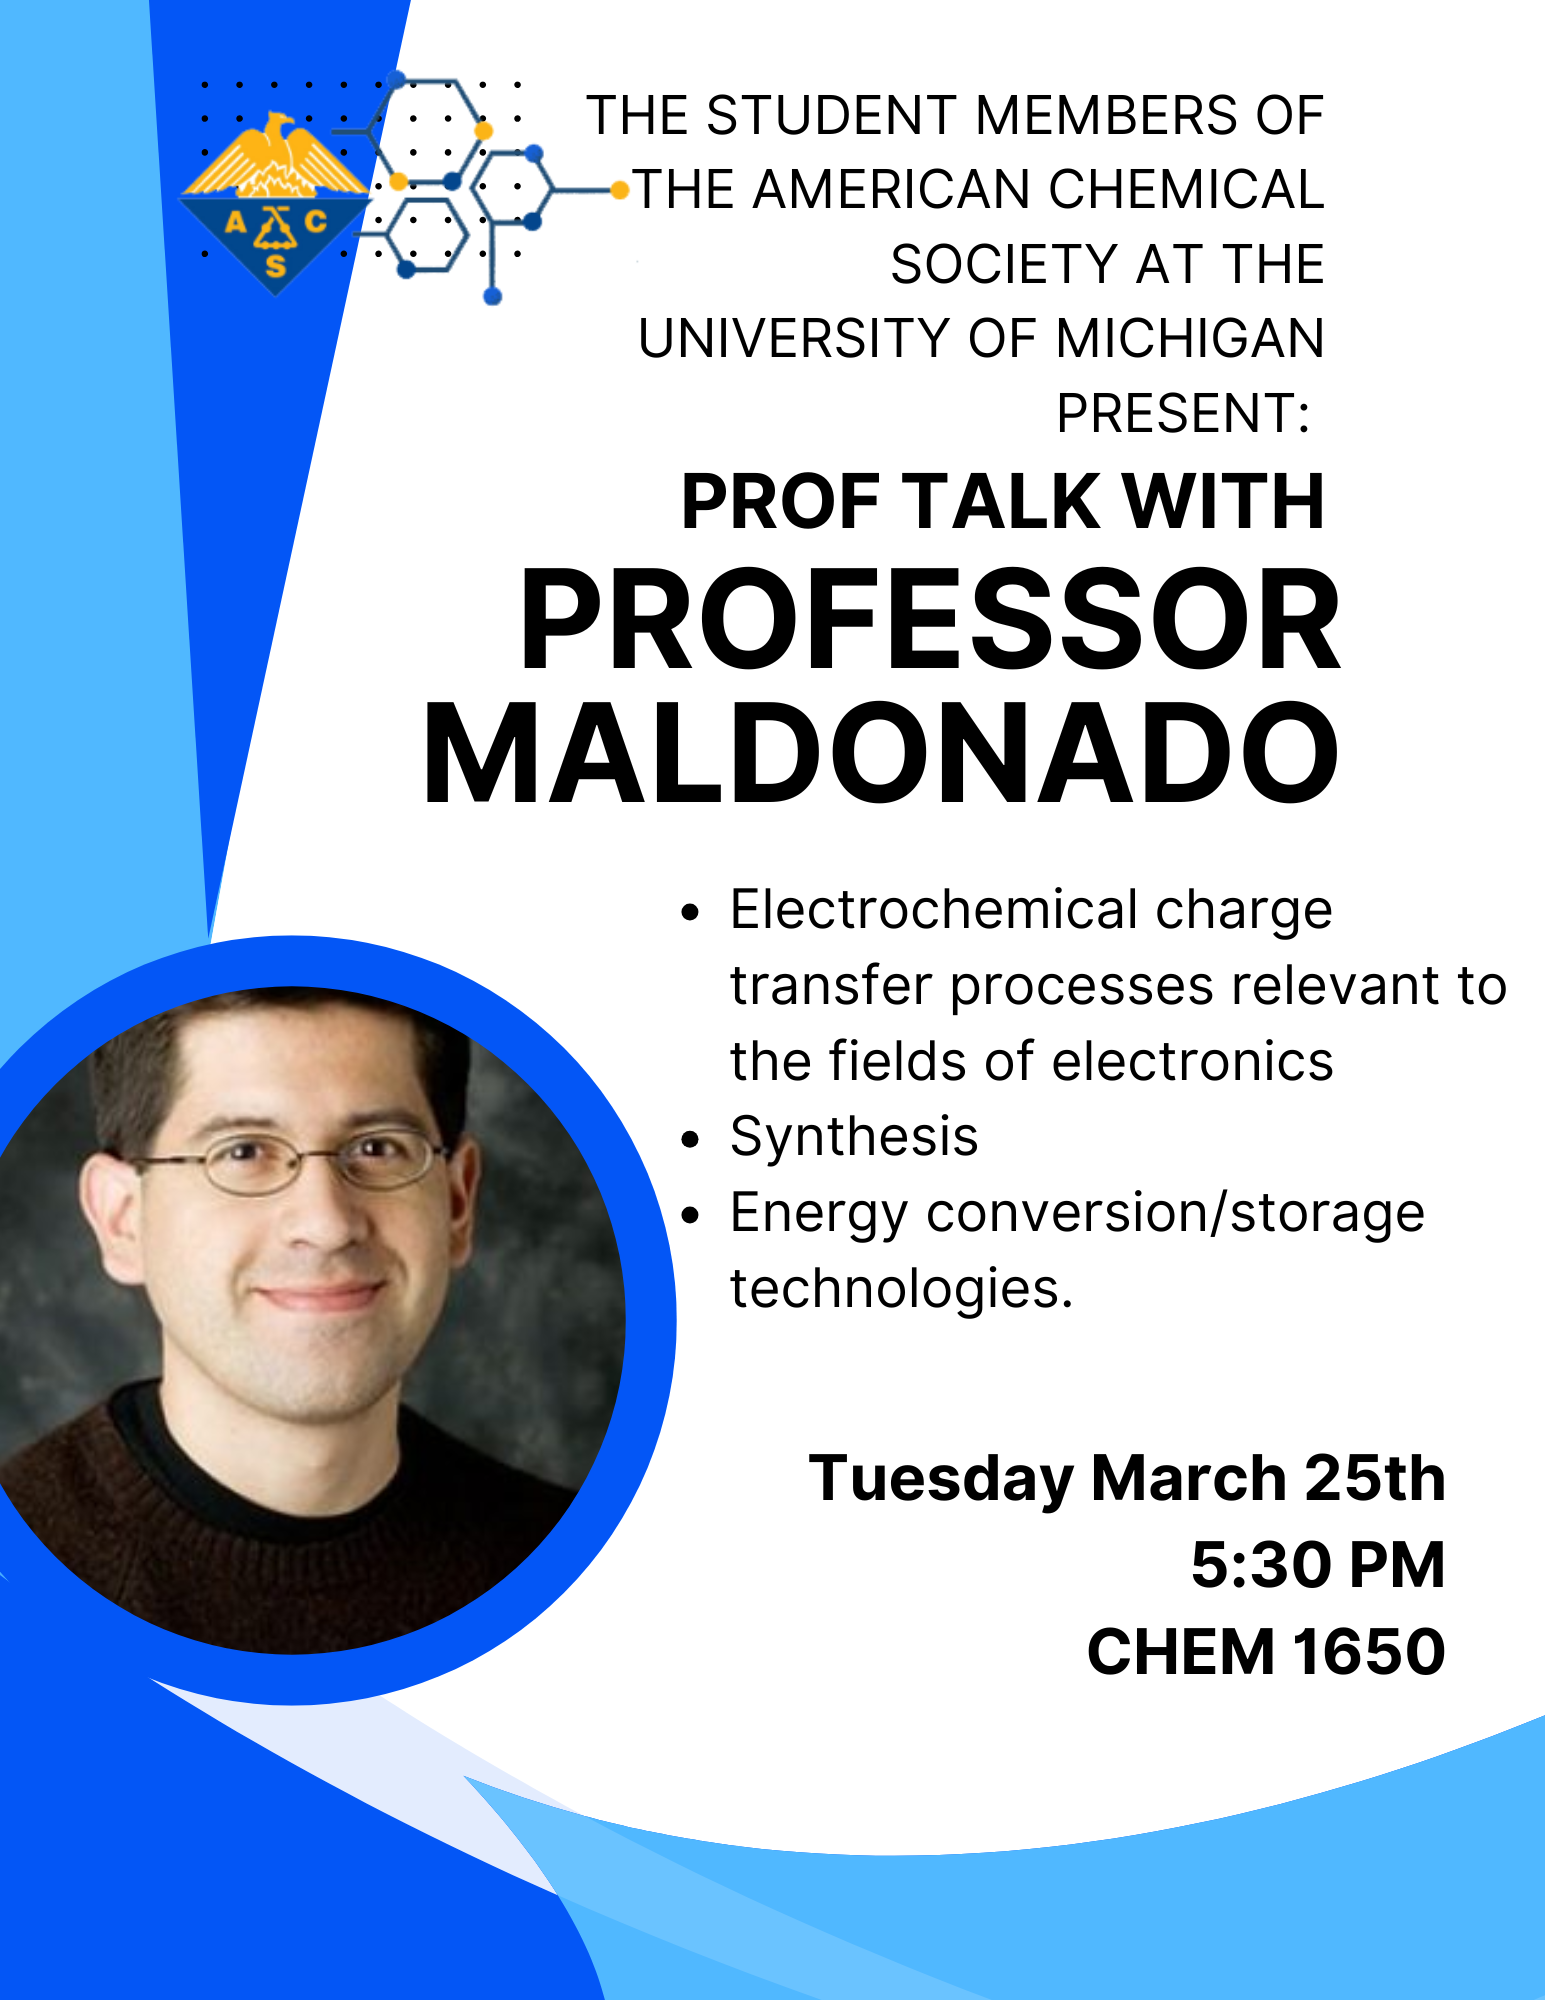 A C
S
THE STUDENT MEMBERS OF
THE AMERICAN CHEMICAL
SOCIETY AT THE
UNIVERSITY OF MICHIGAN
PRESENT:
PROF TALK WITH
PROFESSOR
MALDONADO
• Electrochemical charge
transfer processes relevant to
the fields of electronics
• Synthesis
• Energy conversion/storage
technologies.
Tuesday March 25th
5:30 PM
CHEM 1650